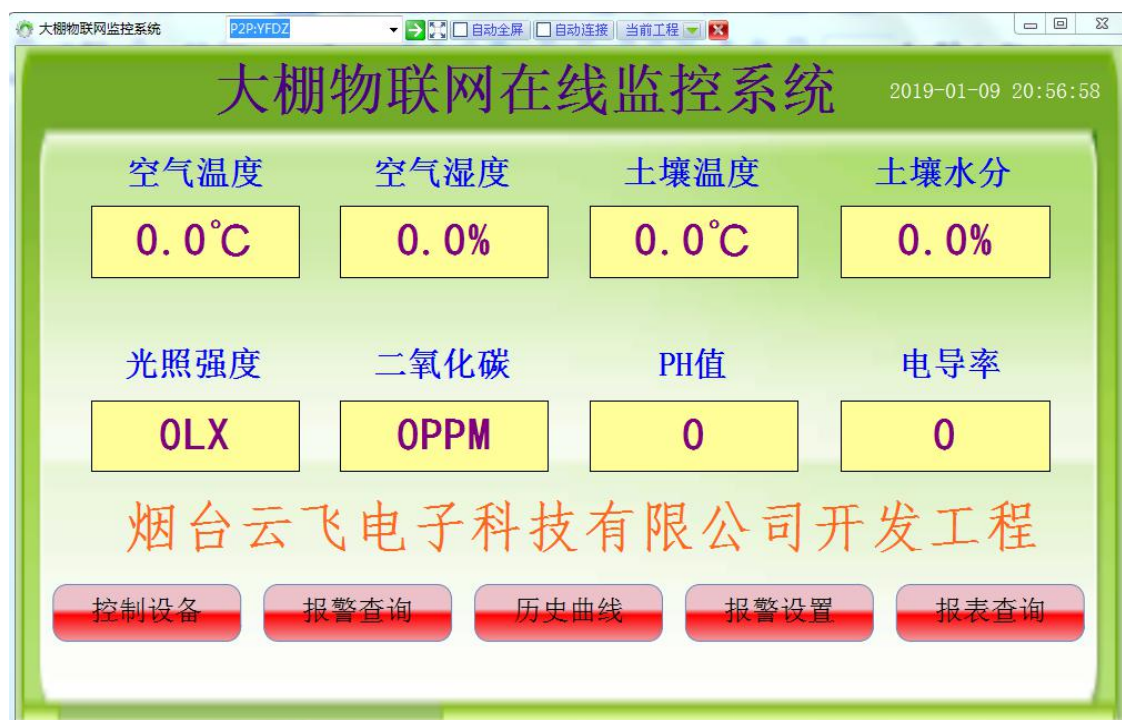 大棚物联网监控系统 P2P:YFDZ 自动全屏 自动连接 当前工程
大棚物联网在线监控系统 2019-01-09 20:56:58
空气温度 空气湿度 土壤温度 土壤水分
0.0℃ 0.0% 0.0℃ 0.0%
光照强度 二氧化碳 PH值 电导率
0LX 0PPM 0 0
烟台云飞电子科技有限公司开发工程
控制设备 报警查询 历史曲线 报警设置 报表查询